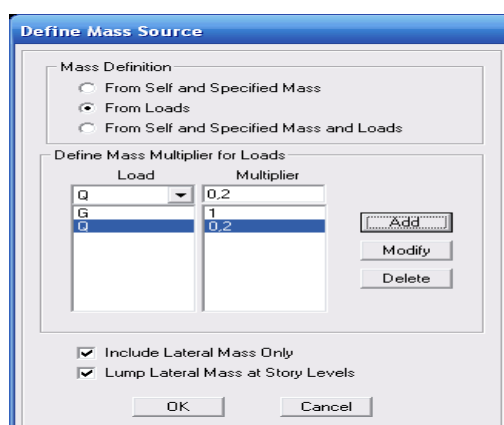 Define Mass Source
Mass Definition
From Self and Specified Mass
From Loads
From Self and Specified Mass and Loads
Define Mass Multiplier for Loads
Load Multiplier
Q 0,2
G 1
Q 0,2
Add
Modify
Delete
Include Lateral Mass Only
Lump Lateral Mass at Story Levels
OK Cancel